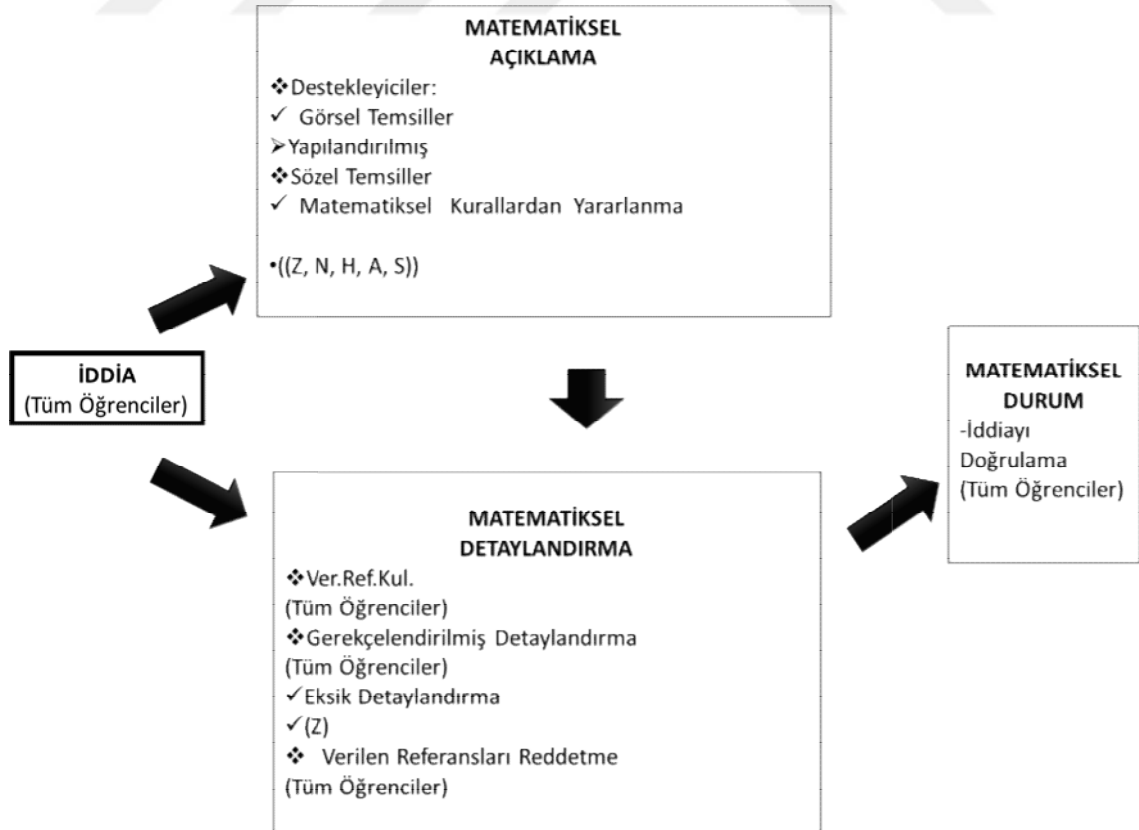 MATEMATİKSEL
AÇIKLAMA
❖Destekleyiciler:
✓ Görsel Temsiller
➢Yapılandırılmış
❖Sözel Temsiller
✓ Matematiksel Kurallardan Yararlanma
•((Z, N, H, A, S))
İDDİA
(Tüm Öğrenciler)
MATEMATİKSEL
DETAYLANDIRMA
❖Ver.Ref.Kul.
(Tüm Öğrenciler)
❖Gerekçelendirilmiş Detaylandırma
(Tüm Öğrenciler)
✓Eksik Detaylandırma
✓(Z)
❖ Verilen Referansları Reddetme
(Tüm Öğrenciler)
MATEMATİKSEL
DURUM
-İddiayı
Doğrulama
(Tüm Öğrenciler)